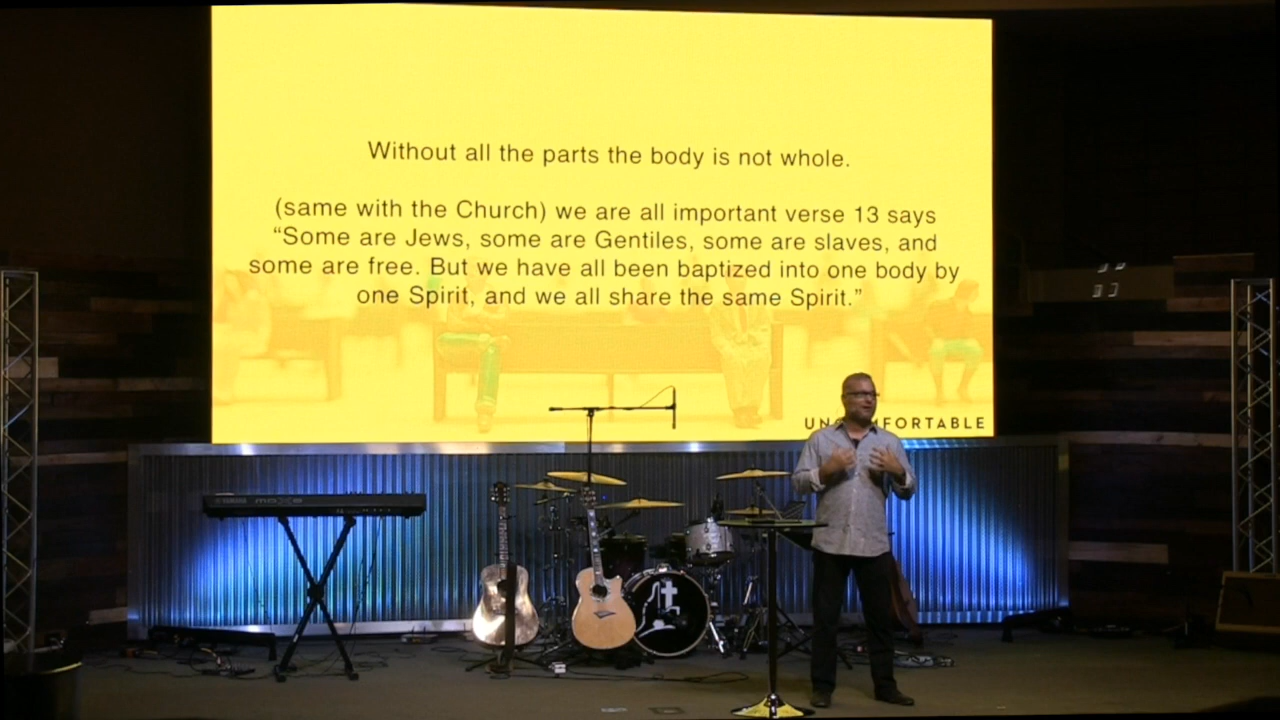 Without all the parts the body is not whole.
(same with the Church) we are all important verse 13 says
“Some are Jews, some are Gentiles, some are slaves, and
some are free. But we have all been baptized into one body by
one Spirit, and we all share the same Spirit.”
YAMAHA